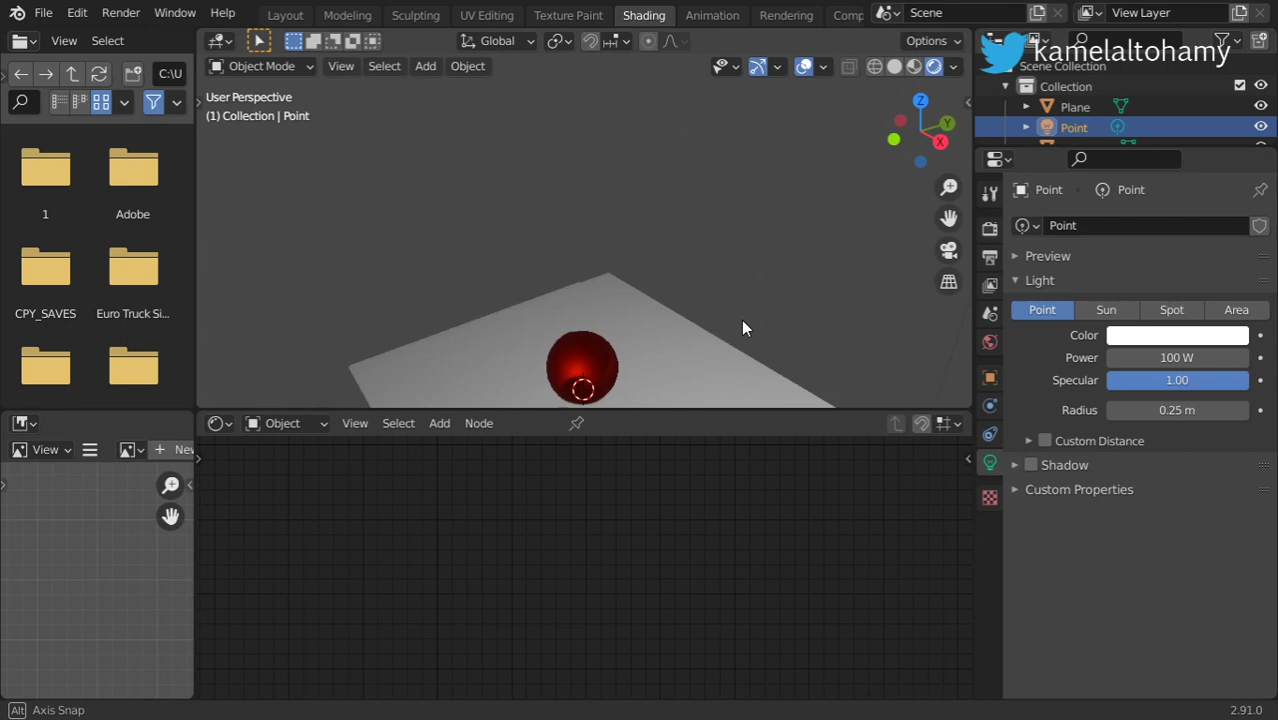 File Edit Render Window Help Layout Modeling Sculpting UV Editing Texture Paint Shading Animation Rendering Comp Scene View Layer
View Select Global Options
kamelaltohamy
C:\U
Object Mode View Select Add Object
Scene Collection
Collection
Plane
Point
User Perspective
(1) Collection | Point
Z
Y
X
1 Adobe
CPY_SAVES Euro Truck Si...
Point Point
Point
Preview
Light
Point Sun Spot Area
Color
Power 100 W
Specular 1.00
Radius 0.25 m
Custom Distance
Shadow
Custom Properties
Object View Select Add Node
View New
Alt Axis Snap
2.91.0